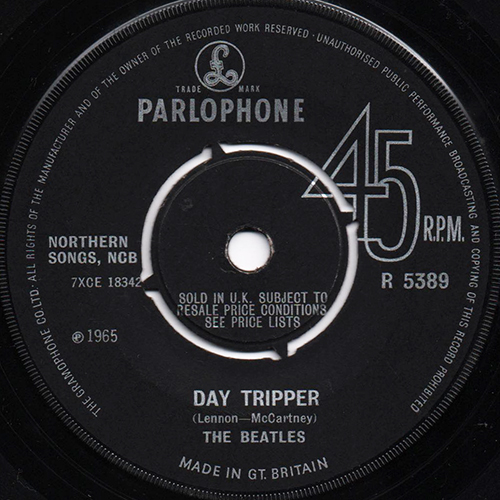 THE GRAMOPHONE CO. LTD. ALL RIGHTS OF THE MANUFACTURER AND OF THE OWNER OF THE RECORDED WORK RESERVED · UNAUTHORISED PUBLIC PERFORMANCE BROADCASTING AND COPYING OF THIS RECORD PROHIBITED
£
TRADE MARK
PARLOPHONE
45
R.P.M.
NORTHERN
SONGS, NCB
7XCE 18342
R 5389
SOLD IN U.K. SUBJECT TO
RESALE PRICE CONDITIONS
SEE PRICE LISTS
℗1965
DAY TRIPPER
(Lennon—McCartney)
THE BEATLES
MADE IN GT. BRITAIN